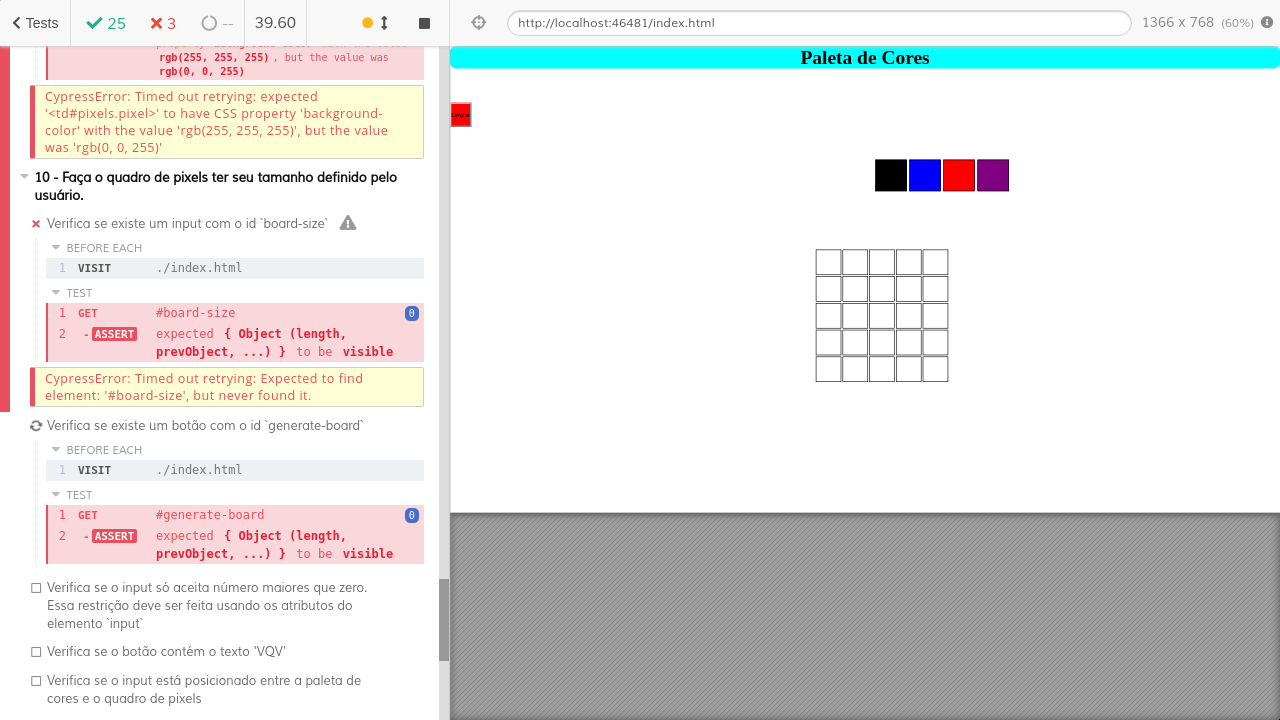 Tests
25
3
--
39.60
http://localhost:46481/index.html
1366 x 768 (60%)
rgb(255, 255, 255) , but the value was
rgb(0, 0, 255)
CypressError: Timed out retrying: expected
'<td#pixels.pixel>' to have CSS property 'background-
color' with the value 'rgb(255, 255, 255)', but the value
was 'rgb(0, 0, 255)'
10 - Faça o quadro de pixels ter seu tamanho definido pelo
usuário.
Verifica se existe um input com o id `board-size`
BEFORE EACH
1 VISIT ./index.html
TEST
1 GET #board-size 0
2 -ASSERT expected { Object (length,
prevObject, ...) } to be visible
CypressError: Timed out retrying: Expected to find
element: '#board-size', but never found it.
Verifica se existe um botão com o id `generate-board`
BEFORE EACH
1 VISIT ./index.html
TEST
1 GET #generate-board 0
2 -ASSERT expected { Object (length,
prevObject, ...) } to be visible
Verifica se o input só aceita número maiores que zero.
Essa restrição deve ser feita usando os atributos do
elemento `input`
Verifica se o botão contém o texto 'VQV'
Verifica se o input está posicionado entre a paleta de
cores e o quadro de pixels
Paleta de Cores